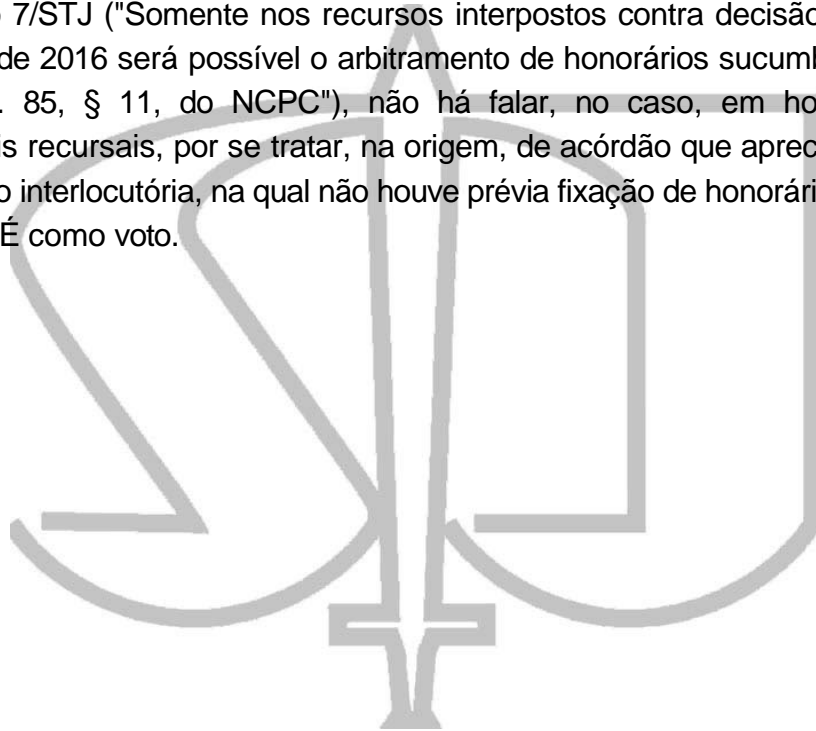 7/STJ ("Somente nos recursos interpostos contra decisão
de 2016 será possível o arbitramento de honorários
85, § 11, do NCPC"), não há falar, no caso, em
recursais, por se tratar, na origem, de acórdão que
interlocutória, na qual não houve prévia fixação de
É como voto.